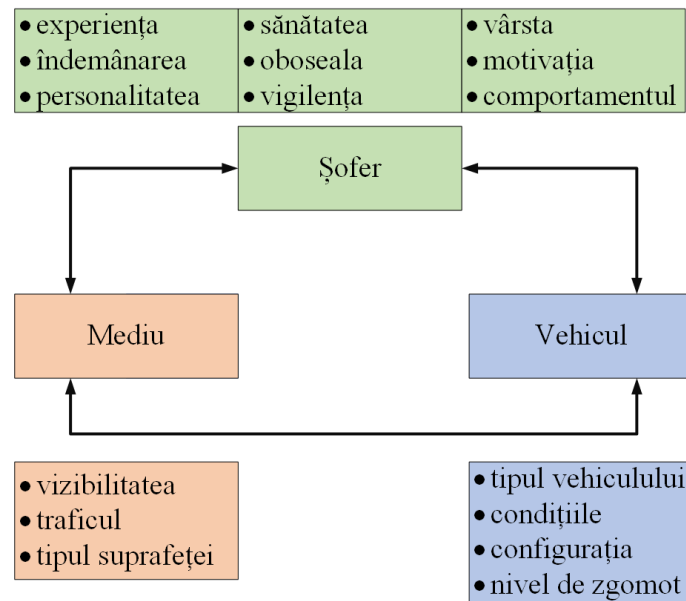 • experiența
• îndemânarea
• personalitatea
• sănătatea
• oboseala
• vigilența
• vârsta
• motivația
• comportamentul
Șofer
Mediu
Vehicul
• vizibilitatea
• traficul
• tipul suprafeței
• tipul vehiculului
• condițiile
• configurația
• nivel de zgomot